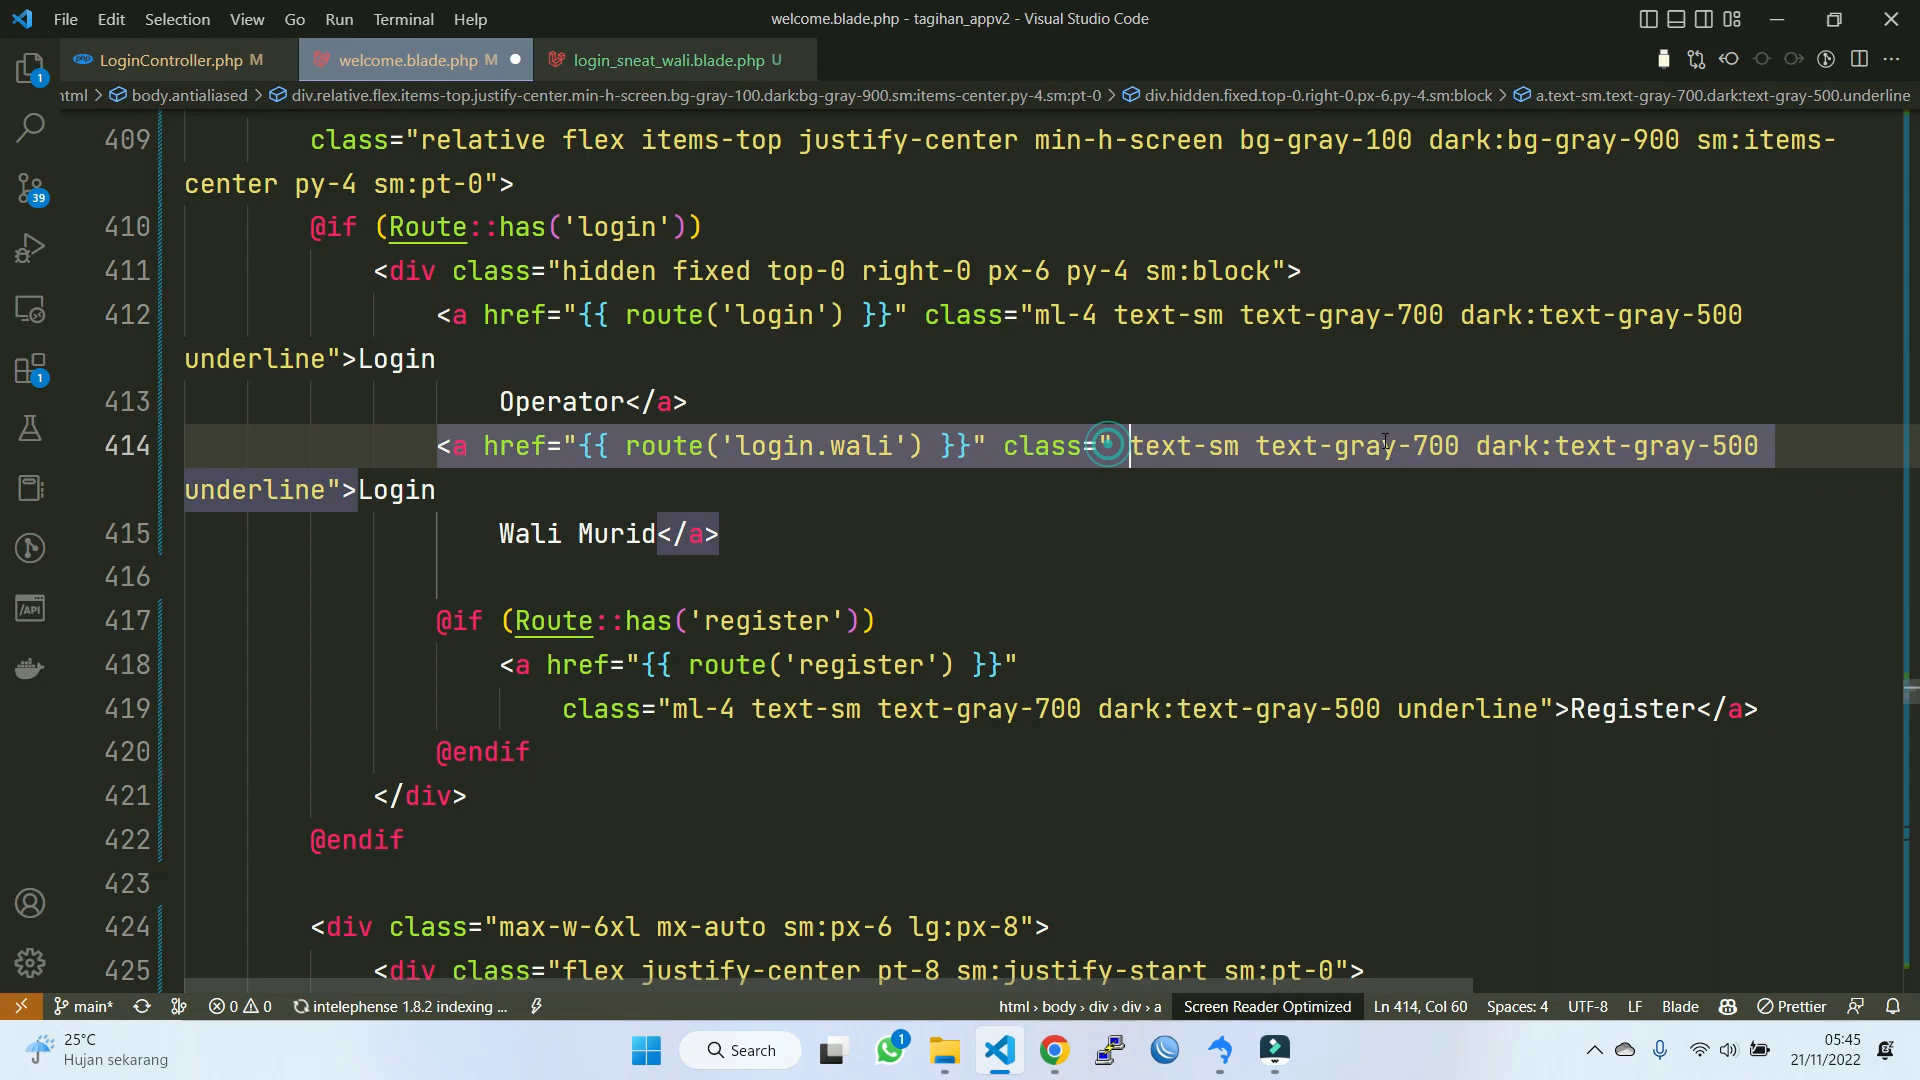 File Edit Selection View Go Run Terminal Help
welcome.blade.php - tagihan_appv2 - Visual Studio Code
LoginController.php M
welcome.blade.php M
login_sneat_wali.blade.php U
html > body.antialiased > div.relative.flex.items-top.justify-center.min-h-screen.bg-gray-100.dark:bg-gray-900.sm:items-center.py-4.sm:pt-0 > div.hidden.fixed.top-0.right-0.px-6.py-4.sm:block > a.text-sm.text-gray-700.dark:text-gray-500.underline
409 class="relative flex items-top justify-center min-h-screen bg-gray-100 dark:bg-gray-900 sm:items-
center py-4 sm:pt-0">
410 @if (Route::has('login'))
411 <div class="hidden fixed top-0 right-0 px-6 py-4 sm:block">
412 <a href="{{ route('login') }}" class="ml-4 text-sm text-gray-700 dark:text-gray-500
underline">Login
413 Operator</a>
414 <a href="{{ route('login.wali') }}" class=" text-sm text-gray-700 dark:text-gray-500
underline">Login
415 Wali Murid</a>
416
417 @if (Route::has('register'))
418 <a href="{{ route('register') }}"
419 class="ml-4 text-sm text-gray-700 dark:text-gray-500 underline">Register</a>
420 @endif
421 </div>
422 @endif
423
424 <div class="max-w-6xl mx-auto sm:px-6 lg:px-8">
425 <div class="flex justify-center pt-8 sm:justify-start sm:pt-0">
1
39
1
/API
main* 0 0 intelephense 1.8.2 indexing ... html > body > div > div > a Screen Reader Optimized Ln 414, Col 60 Spaces: 4 UTF-8 LF Blade Prettier
25°C
Hujan sekarang
Search
1
05:45
21/11/2022